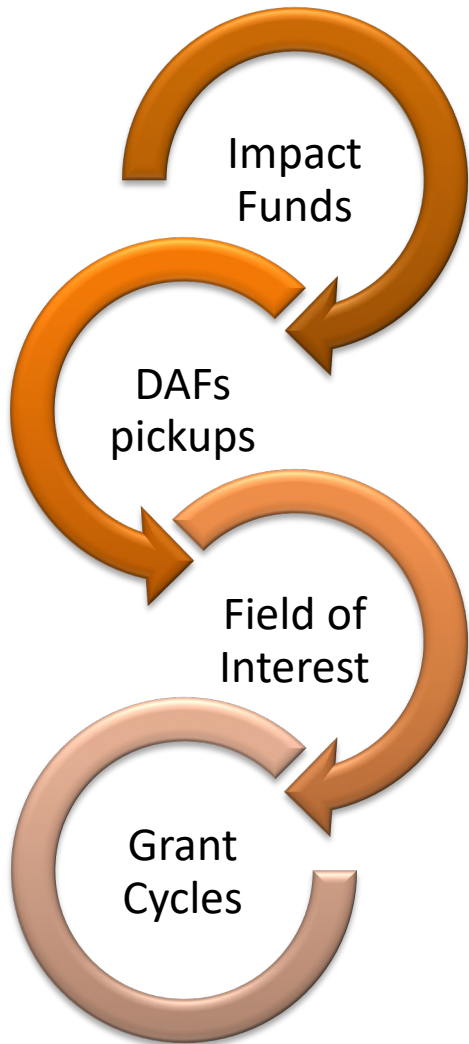 Impact
Funds
DAFs
pickups
Field of
Interest
Grant
Cycles